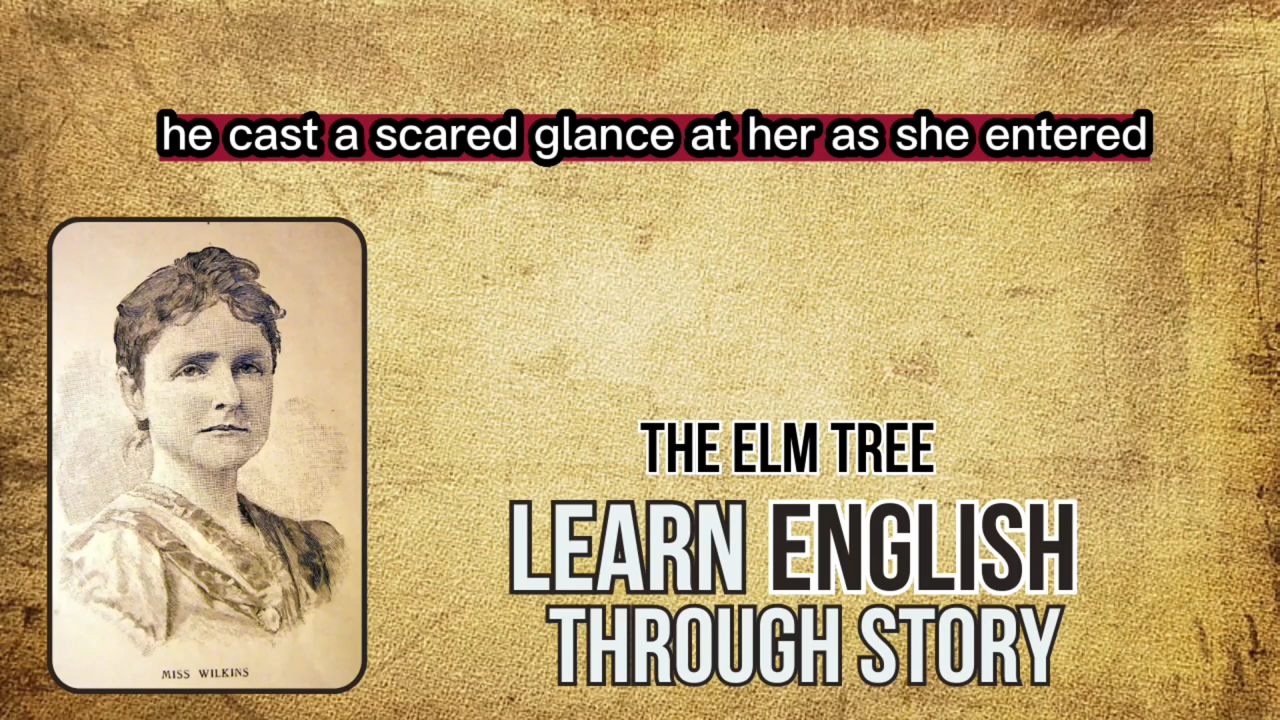 he cast a scared glance at her as she entered
MISS WILKINS
THE ELM TREE
LEARN ENGLISH
THROUGH STORY